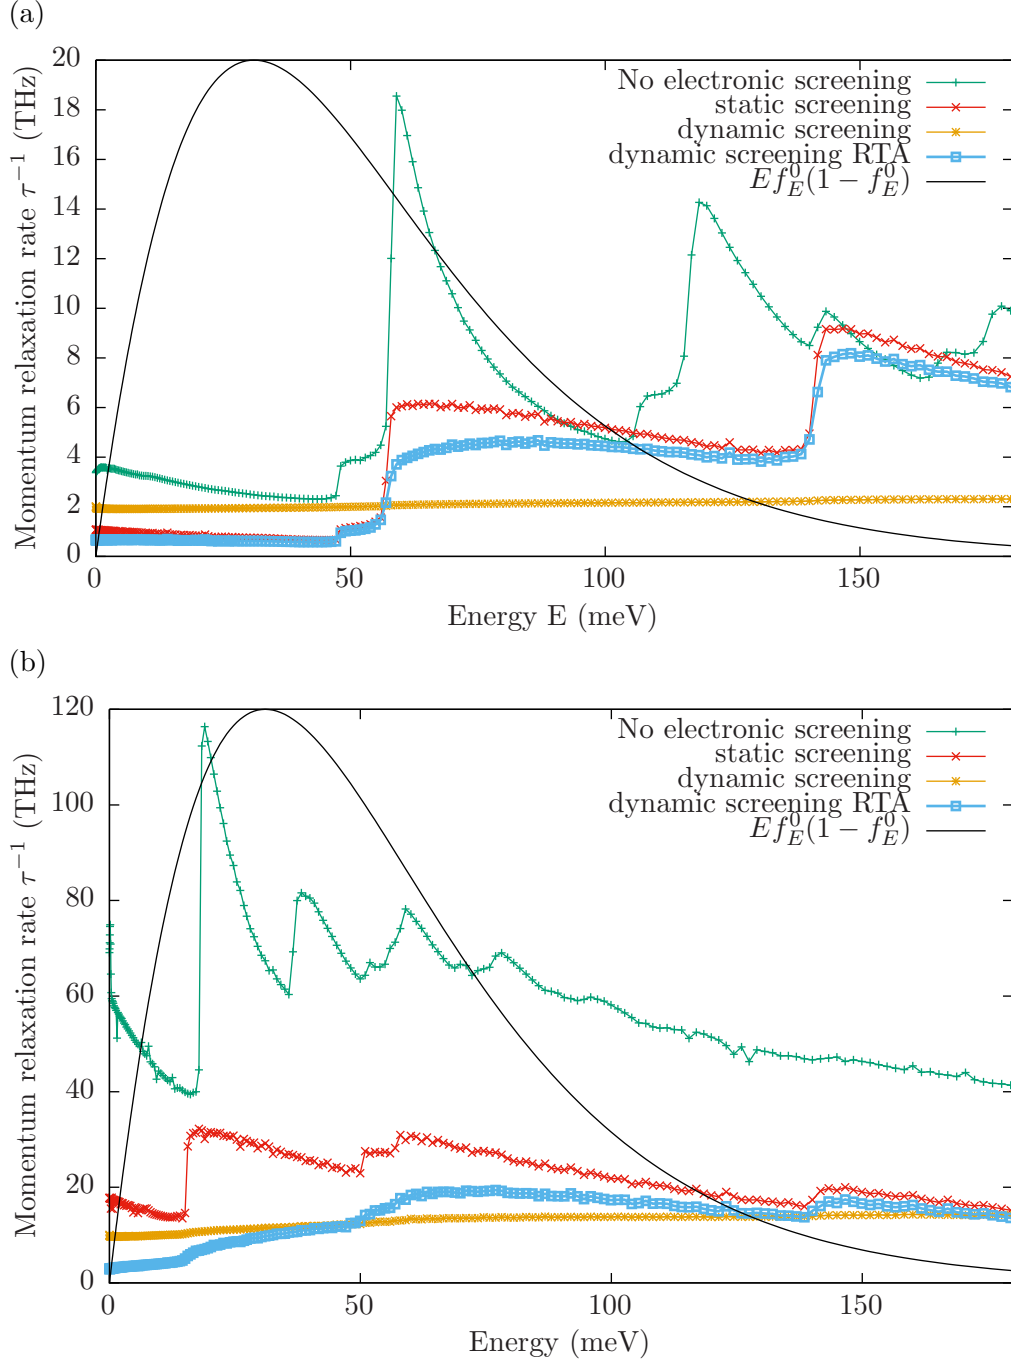 (a)
20
18
16
14
12
10
8
6
4
2
0
Momentum relaxation rate τ⁻¹ (THz)
No electronic screening
static screening
dynamic screening
dynamic screening RTA
Ef⁰_E(1 − f⁰_E)
0 50 100 150
Energy E (meV)
(b)
120
100
80
60
40
20
0
Momentum relaxation rate τ⁻¹ (THz)
No electronic screening
static screening
dynamic screening
dynamic screening RTA
Ef⁰_E(1 − f⁰_E)
0 50 100 150
Energy (meV)